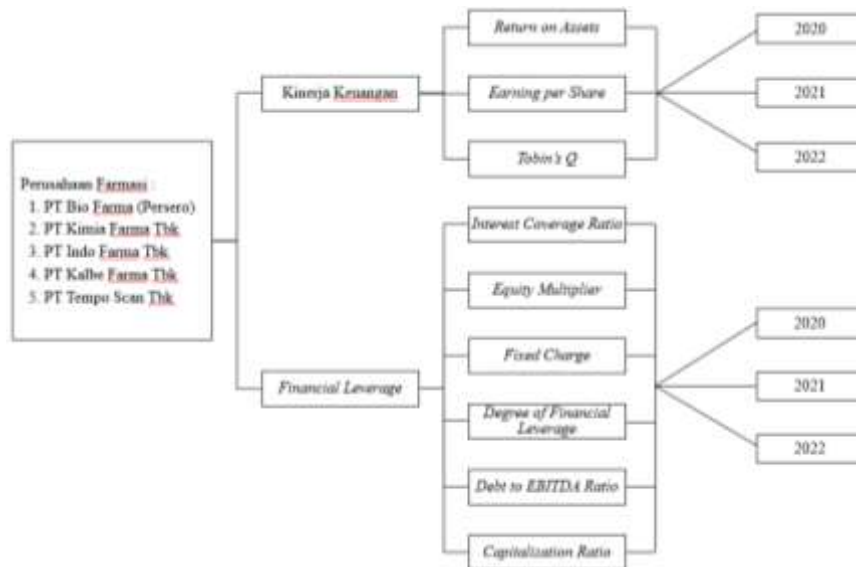 Perusahaan Farmasi :
1. PT Bio Farma (Persero)
2. PT Kimia Farma Tbk
3. PT Indo Farma Tbk
4. PT Kalbe Farma Tbk
5. PT Tempo Scan Tbk
Kinerja Keuangan
Return on Assets
Earning per Share
Tobin's Q
2020
2021
2022
Financial Leverage
Interest Coverage Ratio
Equity Multiplier
Fixed Charge
Degree of Financial
Leverage
Debt to EBITDA Ratio
Capitalization Ratio
2020
2021
2022